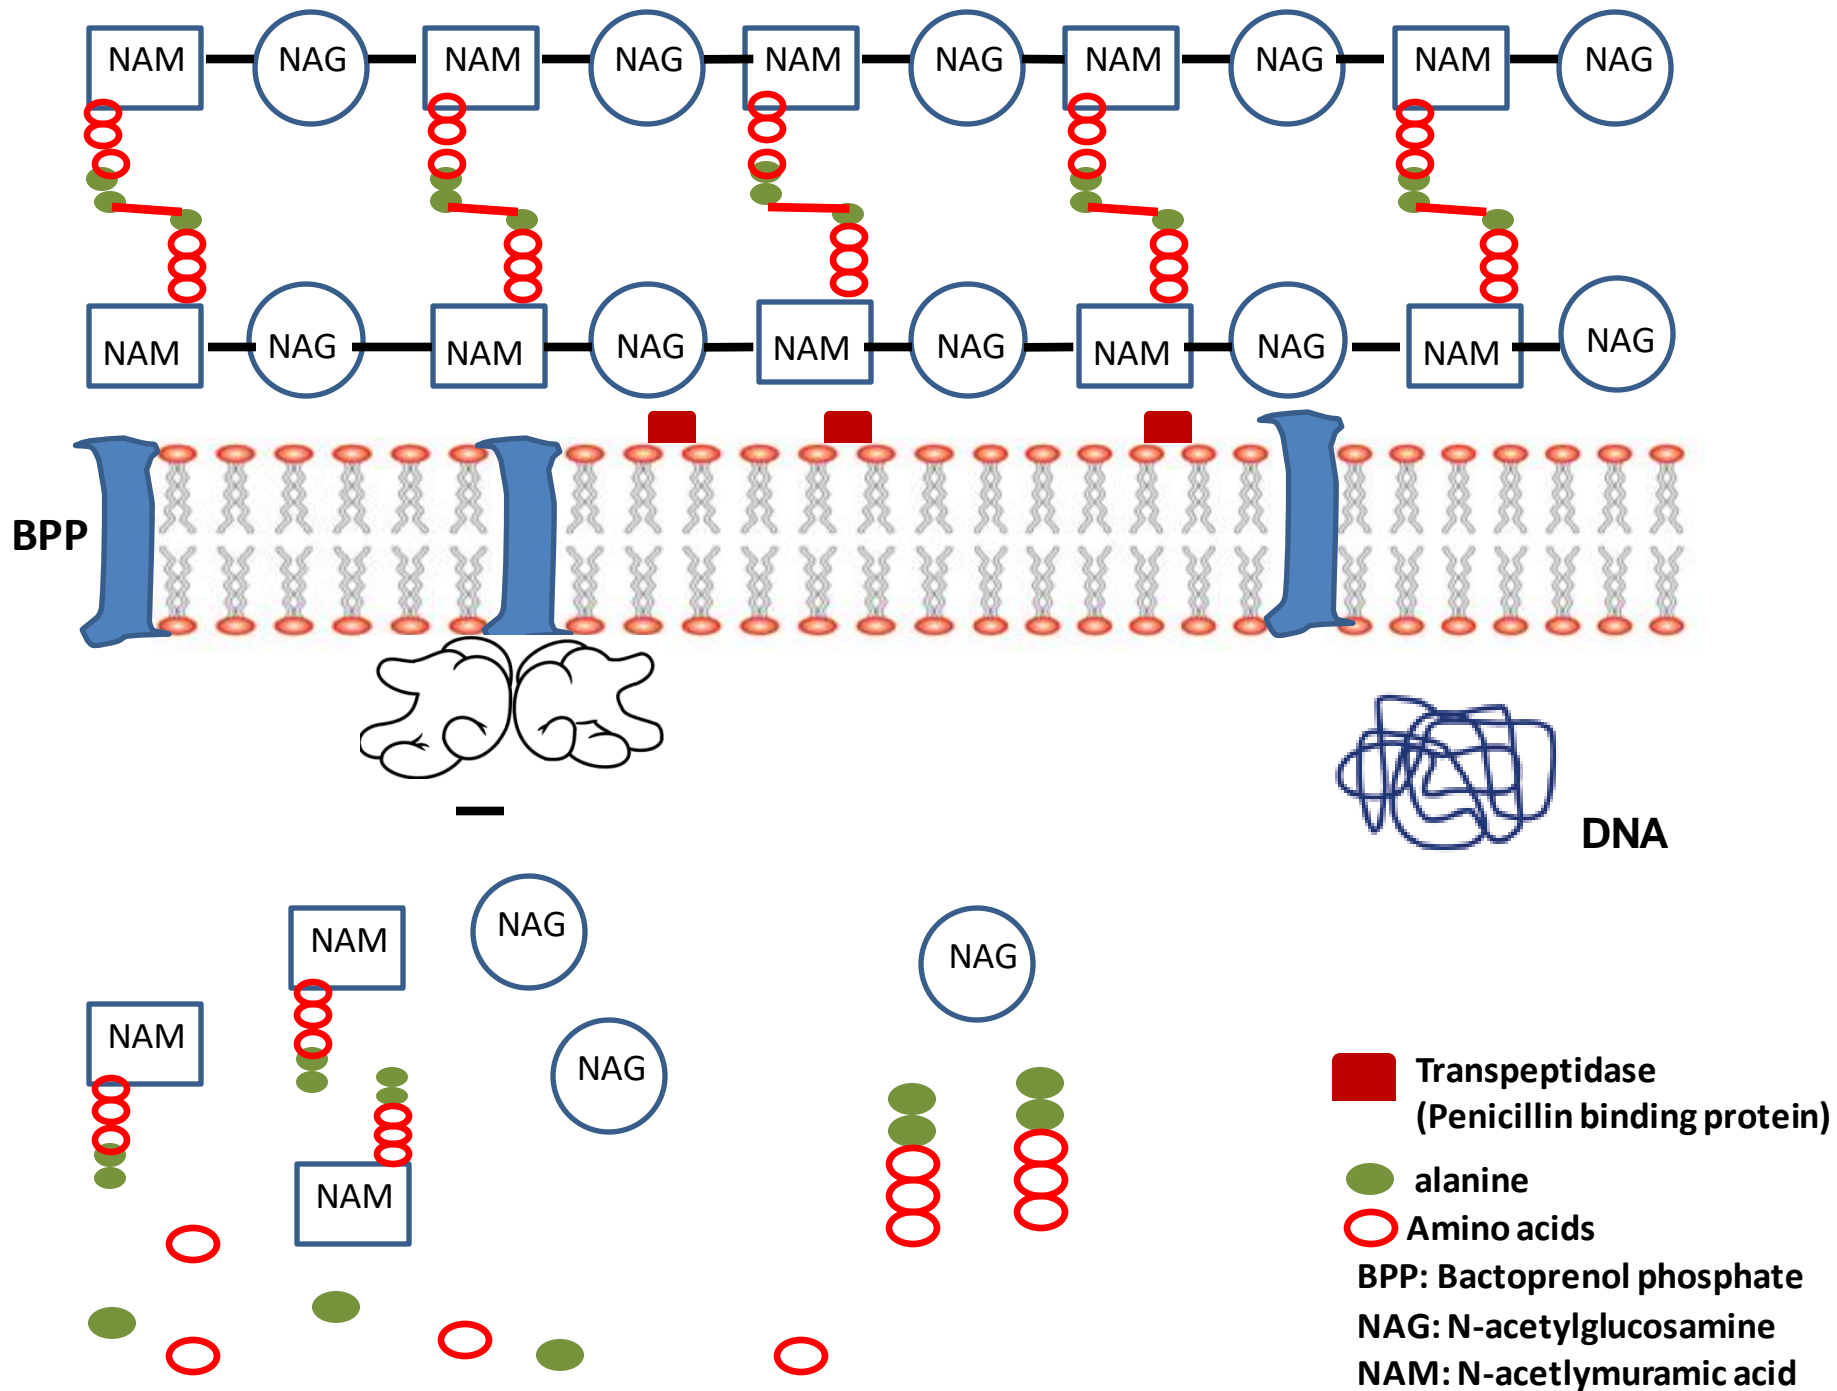 NAM NAG NAM NAG NAM NAG NAM NAG NAM NAG
NAM NAG NAM NAG NAM NAG NAM NAG NAM NAG
BPP
DNA
NAG
NAM
NAG
NAM
NAG
NAM
Transpeptidase
(Penicillin binding protein)
alanine
Amino acids
BPP: Bactoprenol phosphate
NAG: N-acetylglucosamine
NAM: N-acetlymuramic acid